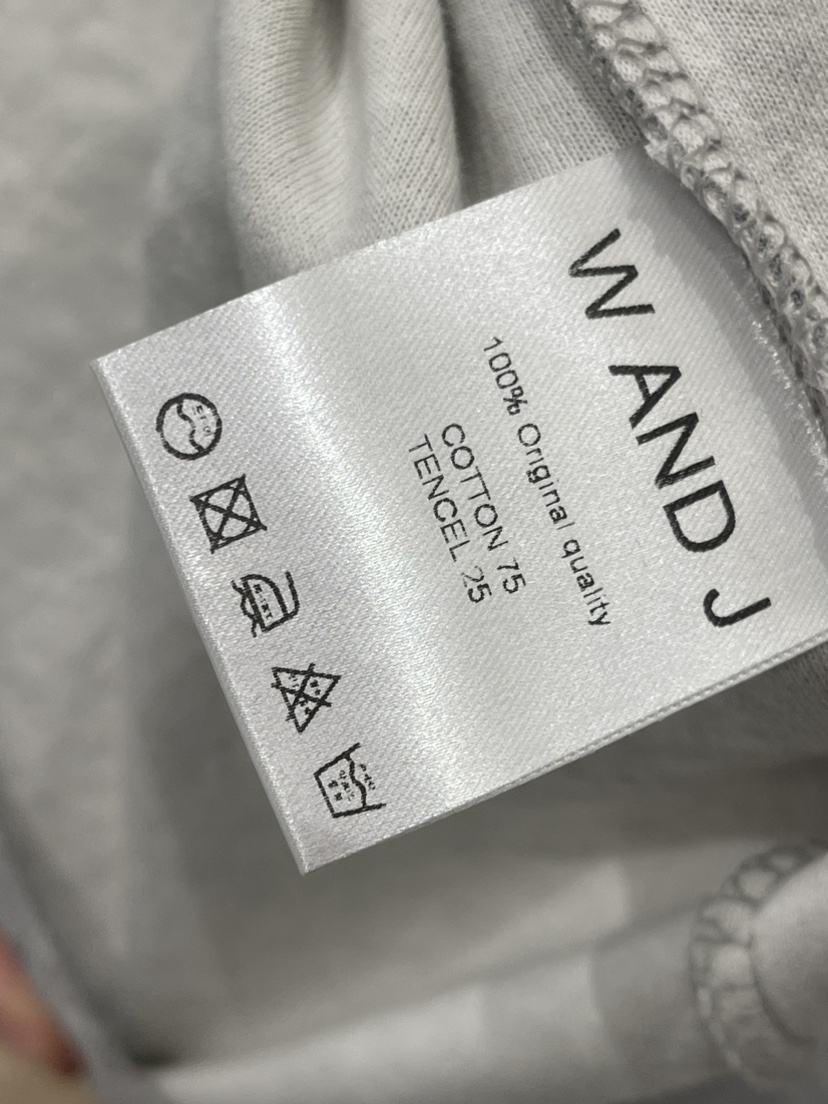 W AND J
100% Original quality
COTTON 75
TENCEL 25